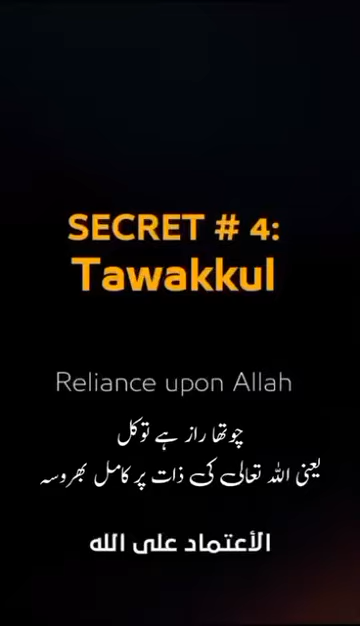 SECRET # 4:
Tawakkul
Reliance upon Allah
چوتھا راز ہے توکل
یعنی اللہ تعالی کی ذات پر کامل بھروسہ
الأعتماد على الله